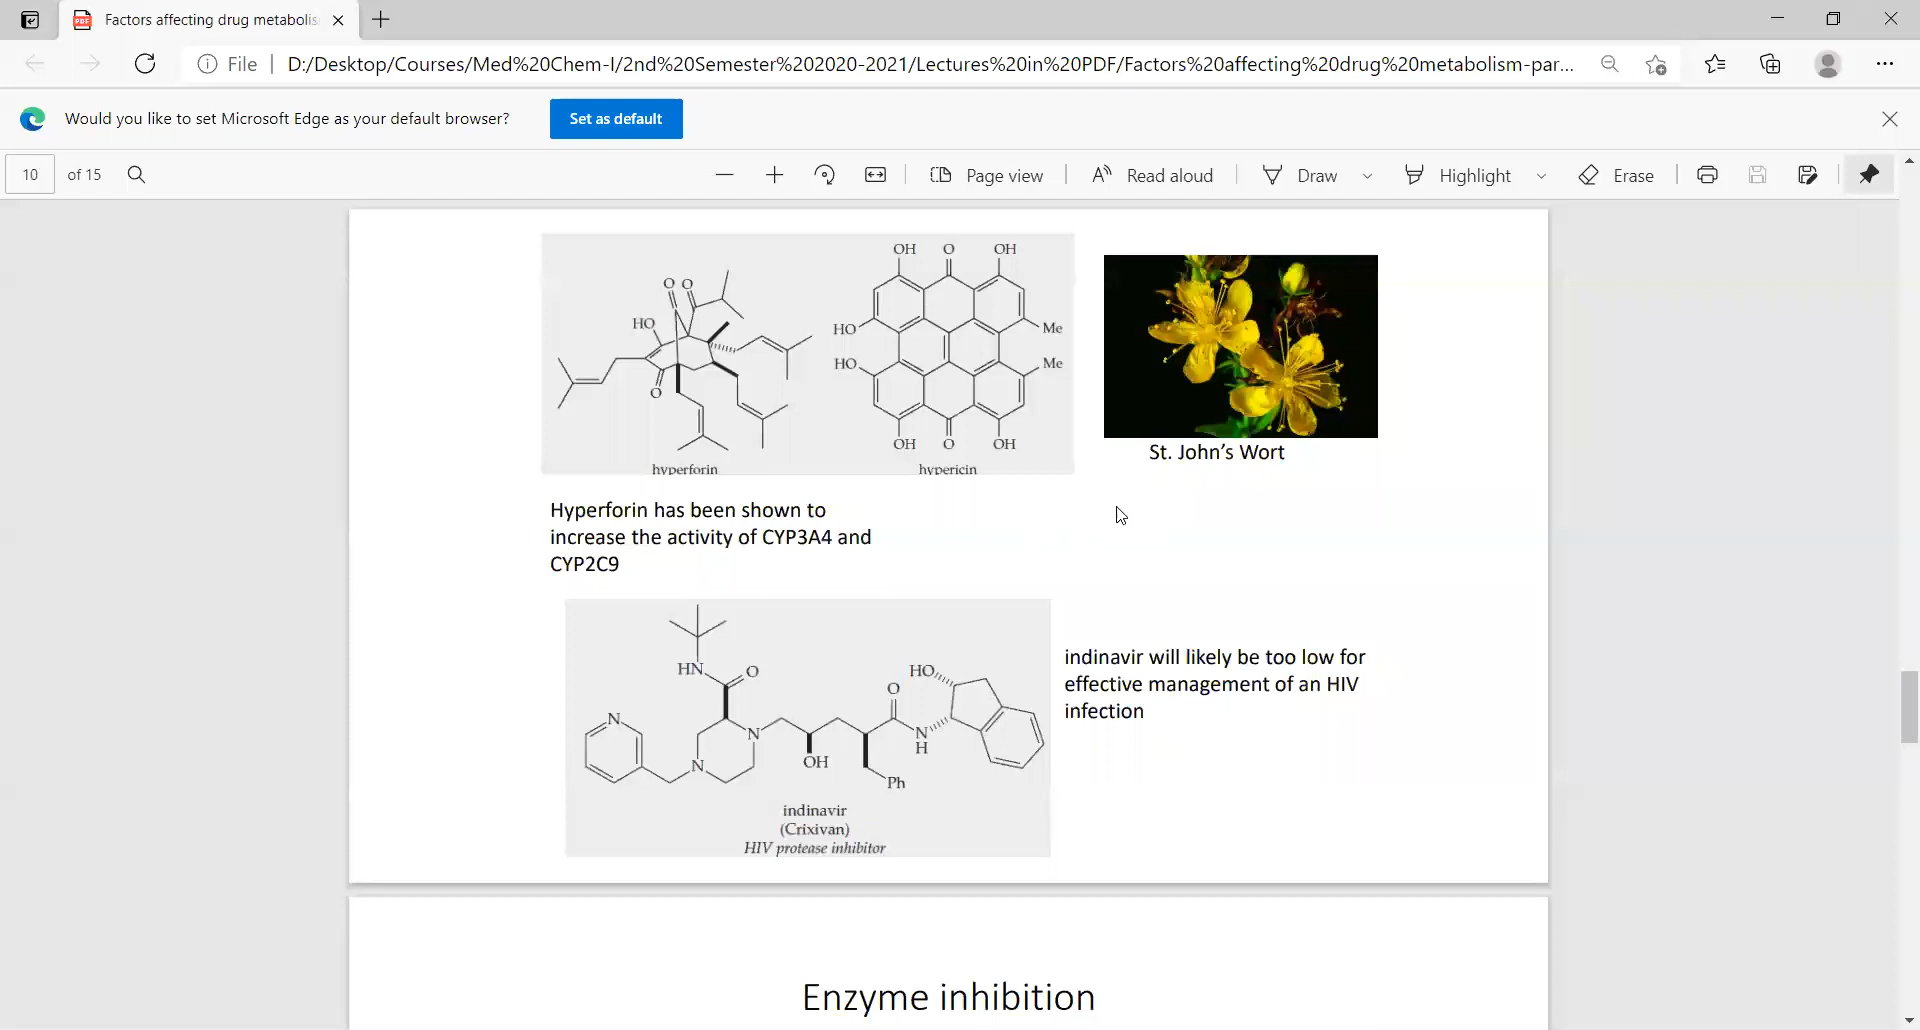 Factors affecting drug metabolis
File
D:/Desktop/Courses/Med%20Chem-I/2nd%20Semester%202020-2021/Lectures%20in%20PDF/Factors%20affecting%20drug%20metabolism-par...
Would you like to set Microsoft Edge as your default browser?
Set as default
10 of 15
Page view
Read aloud
Draw
Highlight
Erase
O O
HO
O
hyperforin
OH O OH
HO Me
HO Me
OH O OH
hypericin
St. John's Wort
Hyperforin has been shown to
increase the activity of CYP3A4 and
CYP2C9
HN O
N
N
N
OH
O
Ph
N
H
HO
indinavir
(Crixivan)
HIV protease inhibitor
indinavir will likely be too low for
effective management of an HIV
infection
Enzyme inhibition